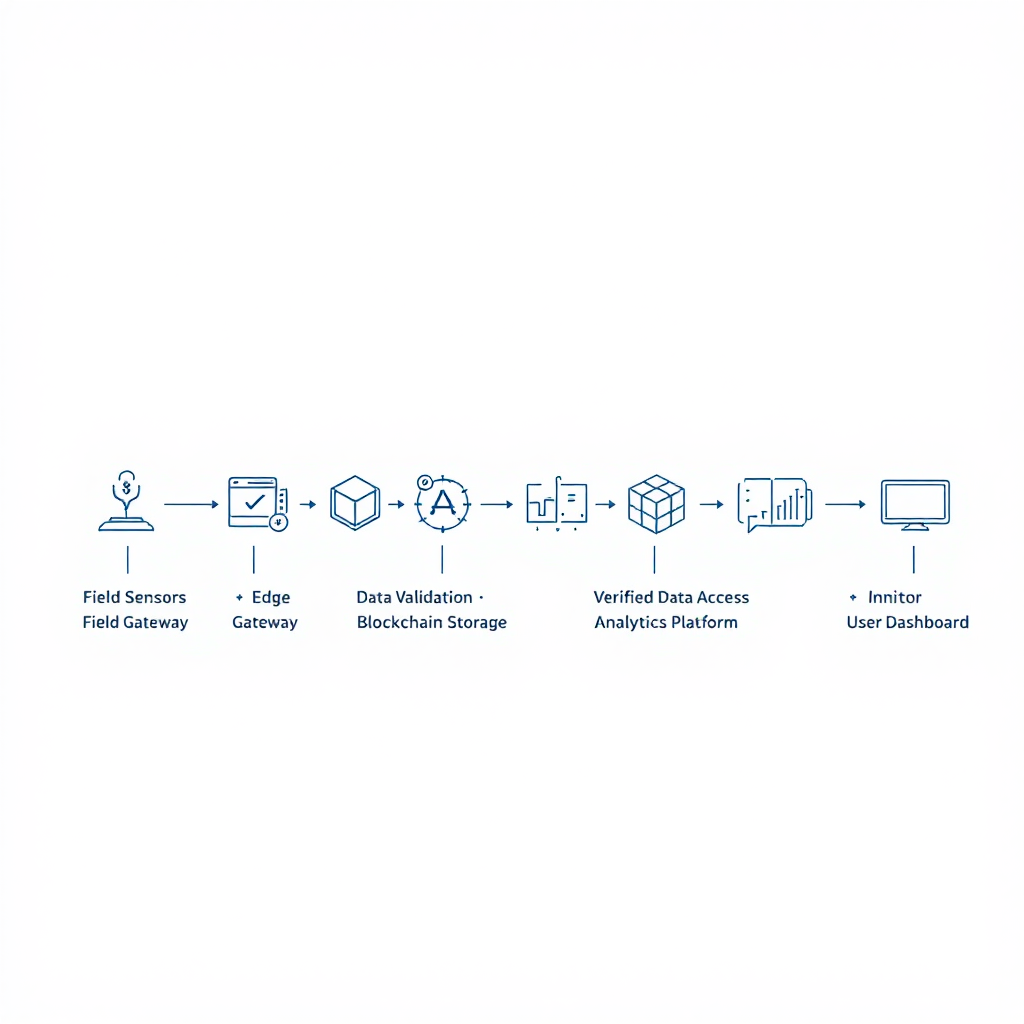 Field Sensors
Field Gateway
Edge
Gateway
Data Validation ·
Blockchain Storage
Verified Data Access
Analytics Platform
Innitor
User Dashboard
A